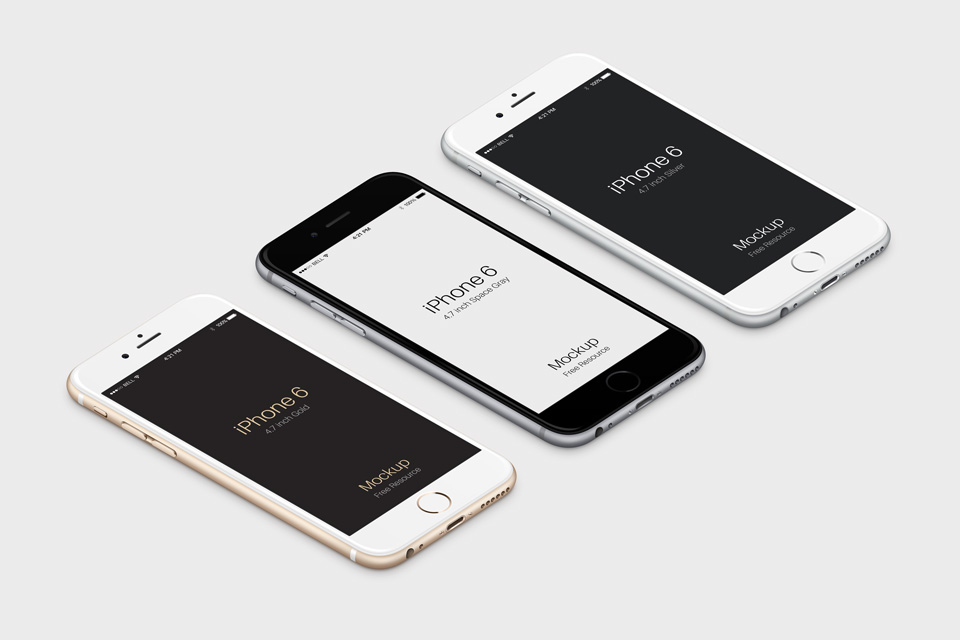 ●●●○○ BELL
4:21 PM
100%
iPhone 6
4.7 inch Gold
Mockup
Free Resource
●●●○○ BELL
4:21 PM
100%
iPhone 6
4.7 inch Space Gray
Mockup
Free Resource
●●●○○ BELL
4:21 PM
100%
iPhone 6
4.7 inch Silver
Mockup
Free Resource